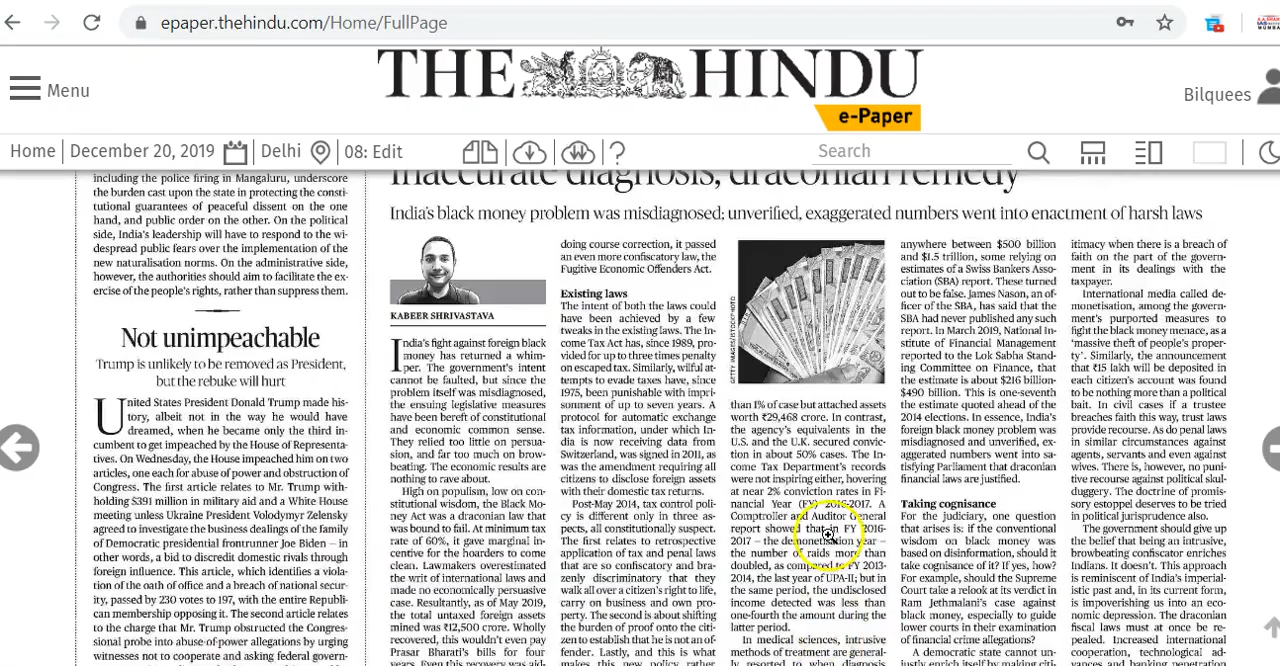 epaper.thehindu.com/Home/FullPage
THE HINDU
e-Paper
Menu
Bilquees
Home
December 20, 2019
Delhi
08: Edit
?
Search
including the police firing in Mangaluru, underscore
the burden cast upon the state in protecting the consti-
tutional guarantees of peaceful dissent on the one
hand, and public order on the other. On the political
side, India's leadership will have to respond to the wi-
despread public fears over the implementation of the
new naturalisation norms. On the administrative side,
however, the authorities should aim to facilitate the ex-
ercise of the people's rights, rather than suppress them.
Not unimpeachable
Trump is unlikely to be removed as President,
but the rebuke will hurt
United States President Donald Trump made his-
tory, albeit not in the way he would have
dreamed, when he became only the third in-
cumbent to get impeached by the House of Representa-
tives. On Wednesday, the House impeached him on two
articles, one each for abuse of power and obstruction of
Congress. The first article relates to Mr. Trump with-
holding $391 million in military aid and a White House
meeting unless Ukraine President Volodymyr Zelensky
agreed to investigate the business dealings of the family
of Democratic presidential frontrunner Joe Biden — in
other words, a bid to discredit domestic rivals through
foreign influence. This article, which identifies a viola-
tion of the oath of office and a breach of national secur-
ity, passed by 230 votes to 197, with the entire Republi-
can membership opposing it. The second article relates
to the charge that Mr. Trump obstructed the Congres-
sional probe into abuse-of-power allegations by urging
witnesses not to cooperate and asking federal govern-
Inaccurate diagnosis, draconian remedy
India's black money problem was misdiagnosed; unverified, exaggerated numbers went into enactment of harsh laws
KABEER SHRIVASTAVA
India's fight against foreign black
money has returned a whim-
per. The government's intent
cannot be faulted, but since the
problem itself was misdiagnosed,
the ensuing legislative measures
have been bereft of constitutional
and economic common sense.
They relied too little on persua-
sion, and far too much on brow-
beating. The economic results are
nothing to rave about.
High on populism, low on con-
stitutional wisdom, the Black Mo-
ney Act was a draconian law that
was bound to fail. At minimum tax
rate of 60%, it gave marginal in-
centive for the hoarders to come
clean. Lawmakers overestimated
the writ of international laws and
made no economically persuasive
case. Resultantly, as of May 2019,
the total untaxed foreign assets
mined was ₹12,500 crore. Wholly
recovered, this wouldn't even pay
Prasar Bharati's bills for four
years. Even this recovery was aid-
doing course correction, it passed
an even more confiscatory law, the
Fugitive Economic Offenders Act.
Existing laws
The intent of both the laws could
have been achieved by a few
tweaks in the existing laws. The In-
come Tax Act has, since 1989, pro-
vided for up to three times penalty
on escaped tax. Similarly, wilful at-
tempts to evade taxes have, since
1975, been punishable with impri-
sonment of up to seven years. A
protocol for automatic exchange
tax information, under which In-
dia is now receiving data from
Switzerland, was signed in 2011, as
was the amendment requiring all
citizens to disclose foreign assets
with their domestic tax returns.
Post-May 2014, tax control poli-
cy is different only in three as-
pects, all constitutionally suspect.
The first relates to retrospective
application of tax and penal laws
that are so confiscatory and bra-
zenly discriminatory that they
walk all over a citizen's right to life,
carry on business and own pro-
perty. The second is about shifting
the burden of proof onto the citi-
zen to establish that he is not an of-
fender. Lastly, and this is what
makes this new policy rather
GETTY IMAGES/ISTOCKPHOTO
than 1% of case but attached assets
worth ₹29,468 crore. In contrast,
the agency's equivalents in the
U.S. and the U.K. secured convic-
tion in about 50% cases. The In-
come Tax Department's records
were not inspiring either, hovering
at near 2% conviction rates in Fi-
nancial Year (FY) 2016-2017. A
Comptroller and Auditor General
report showed that in FY 2016-
2017 – the demonetisation year –
the number of raids more than
doubled, as compared to FY 2013-
2014, the last year of UPA-II; but in
the same period, the undisclosed
income detected was less than
one-fourth the amount during the
latter period.
In medical sciences, intrusive
methods of treatment are general-
ly resorted to when diagnosis
anywhere between $500 billion
and $1.5 trillion, some relying on
estimates of a Swiss Bankers Asso-
ciation (SBA) report. These turned
out to be false. James Nason, an of-
ficer of the SBA, has said that the
SBA had never published any such
report. In March 2019, National In-
stitute of Financial Management
reported to the Lok Sabha Stand-
ing Committee on Finance, that
the estimate is about $216 billion-
$490 billion. This is one-seventh
the estimate quoted ahead of the
2014 elections. In essence, India's
foreign black money problem was
misdiagnosed and unverified, ex-
aggerated numbers went into sa-
tisfying Parliament that draconian
financial laws are justified.
Taking cognisance
For the judiciary, one question
that arises is: if the conventional
wisdom on black money was
based on disinformation, should it
take cognisance of it? If yes, how?
For example, should the Supreme
Court take a relook at its verdict in
Ram Jethmalani's case against
black money, especially to guide
lower courts in their examination
of financial crime allegations?
A democratic state cannot un-
justly enrich itself by making citi-
itimacy when there is a breach of
faith on the part of the govern-
ment in its dealings with the
taxpayer.
International media called de-
monetisation, among the govern-
ment's purported measures to
fight the black money menace, as a
'massive theft of people's proper-
ty'. Similarly, the announcement
that ₹15 lakh will be deposited in
each citizen's account was found
to be nothing more than a political
bait. In civil cases if a trustee
breaches faith this way, trust laws
provide recourse. As do penal laws
in similar circumstances against
agents, servants and even against
wives. There is, however, no puni-
tive recourse against political skul-
duggery. The doctrine of promis-
sory estoppel deserves to be tried
in political jurisprudence also.
The government should give up
the belief that being an intrusive,
browbeating confiscator enriches
Indians. It doesn't. This approach
is reminiscent of India's imperial-
istic past and, in its current form,
is impoverishing us into an eco-
nomic depression. The draconian
fiscal laws must at once be re-
pealed. Increased international
cooperation, technological ad-
vances and banking penetration